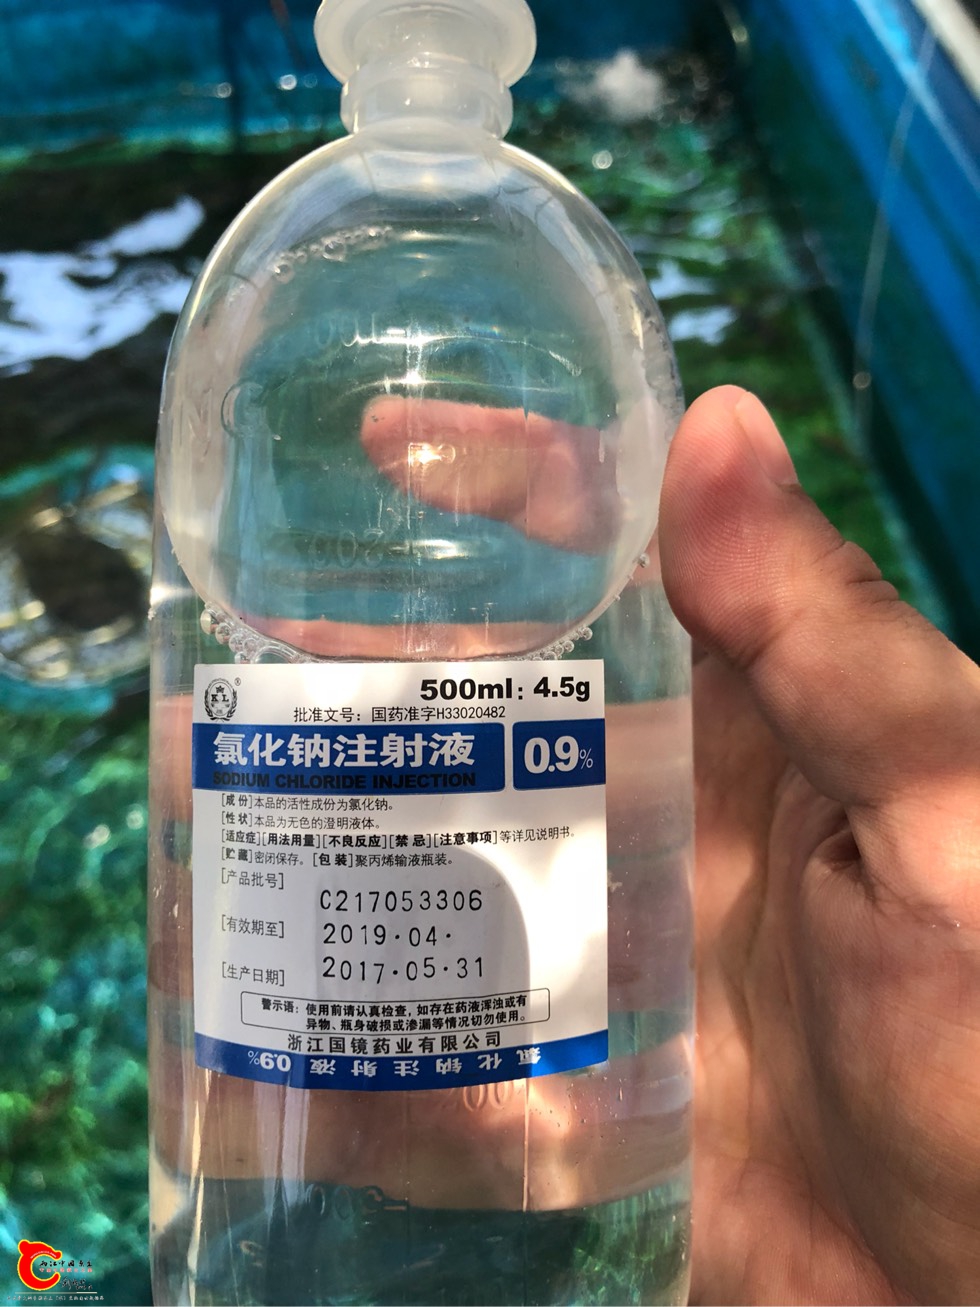 KL®
500ml：4.5g
批准文号：国药准字H33020482
氯化钠注射液 0.9%
SODIUM CHLORIDE INJECTION
[成 份]本品的活性成份为氯化钠。
[性 状]本品为无色的澄明液体。
[适应症][用法用量][不良反应][禁 忌][注意事项]等详见说明书。
[贮 藏]密闭保存。[包 装]聚丙烯输液瓶装。
[产品批号] C217053306
[有效期至] 2019·04·
[生产日期] 2017·05·31
警示语：使用前请认真检查，如存在药液浑浊或有
异物、瓶身破损或渗漏等情况切勿使用。
浙江国镜药业有限公司
氯化钠注射液 0.9%